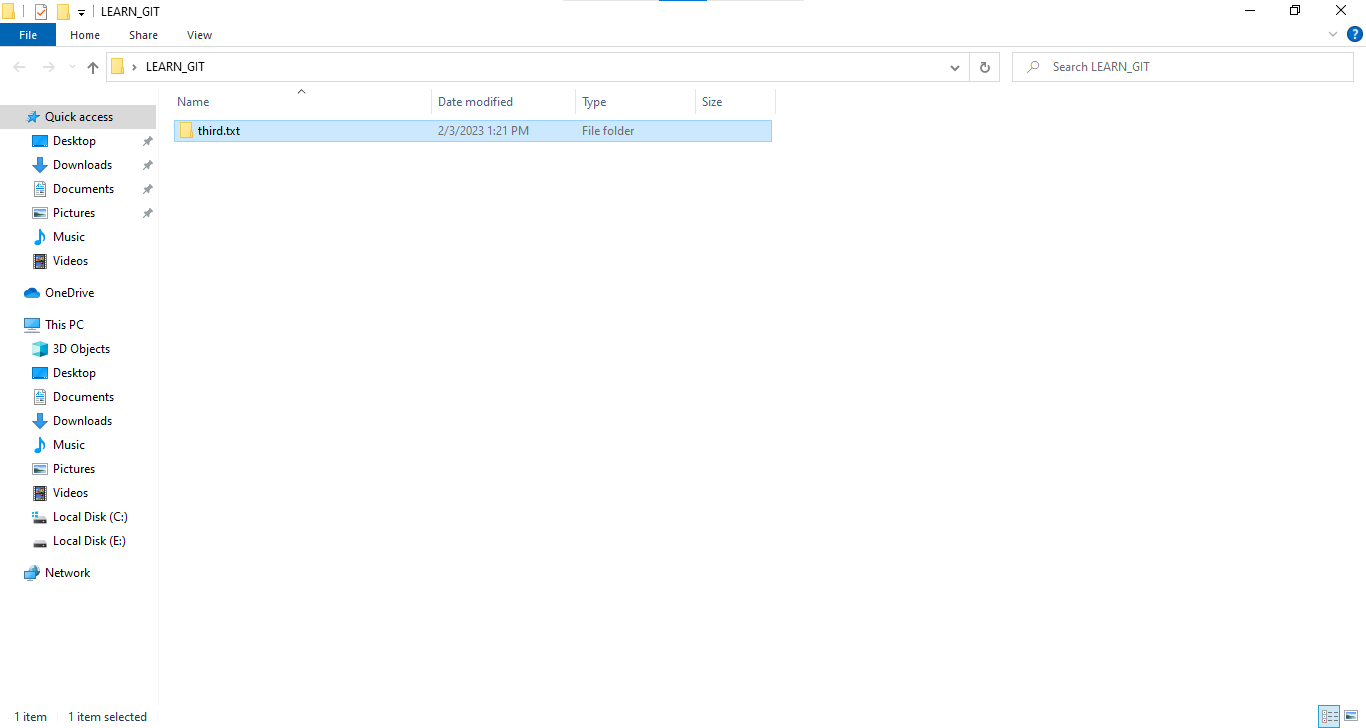 LEARN_GIT
File Home Share View ?
LEARN_GIT Search LEARN_GIT
Name Date modified Type Size
third.txt 2/3/2023 1:21 PM File folder
Quick access
Desktop
Downloads
Documents
Pictures
Music
Videos
OneDrive
This PC
3D Objects
Desktop
Documents
Downloads
Music
Pictures
Videos
Local Disk (C:)
Local Disk (E:)
Network
1 item 1 item selected